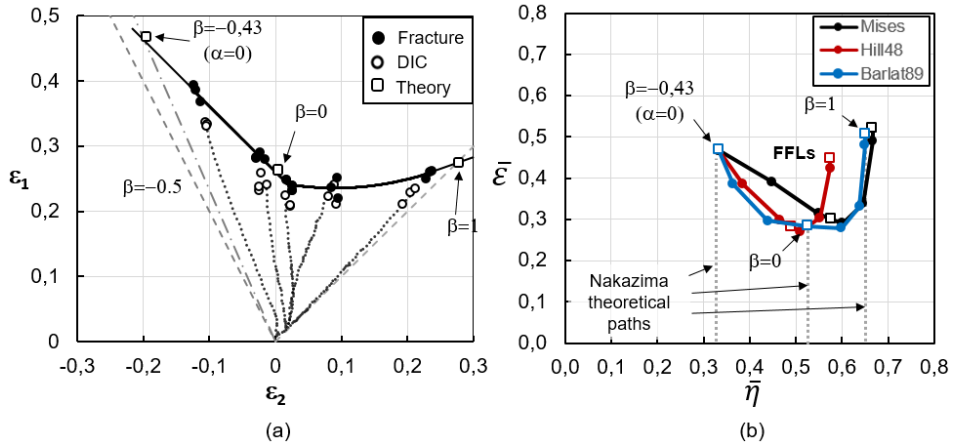 0,5
0,4
0,3
0,2
0,1
0
ε1
-0,3
-0,2
-0,1
0
0,1
0,2
0,3
ε2
β=−0,43
(α=0)
β=0
β=−0.5
β=1
Fracture
DIC
Theory
(a)
0,8
0,7
0,6
0,5
0,4
0,3
0,2
0,1
0,0
ε̄
0,0
0,1
0,2
0,3
0,4
0,5
0,6
0,7
0,8
η̄
β=−0,43
(α=0)
β=1
FFLs
β=0
Nakazima
theoretical
paths
Mises
Hill48
Barlat89
(b)